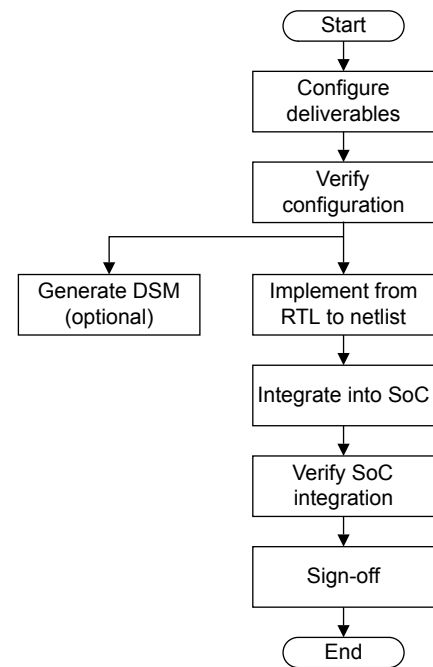 Start
Configure
deliverables
Verify
configuration
Generate DSM
(optional)
Implement from
RTL to netlist
Integrate into SoC
Verify SoC
integration
Sign-off
End